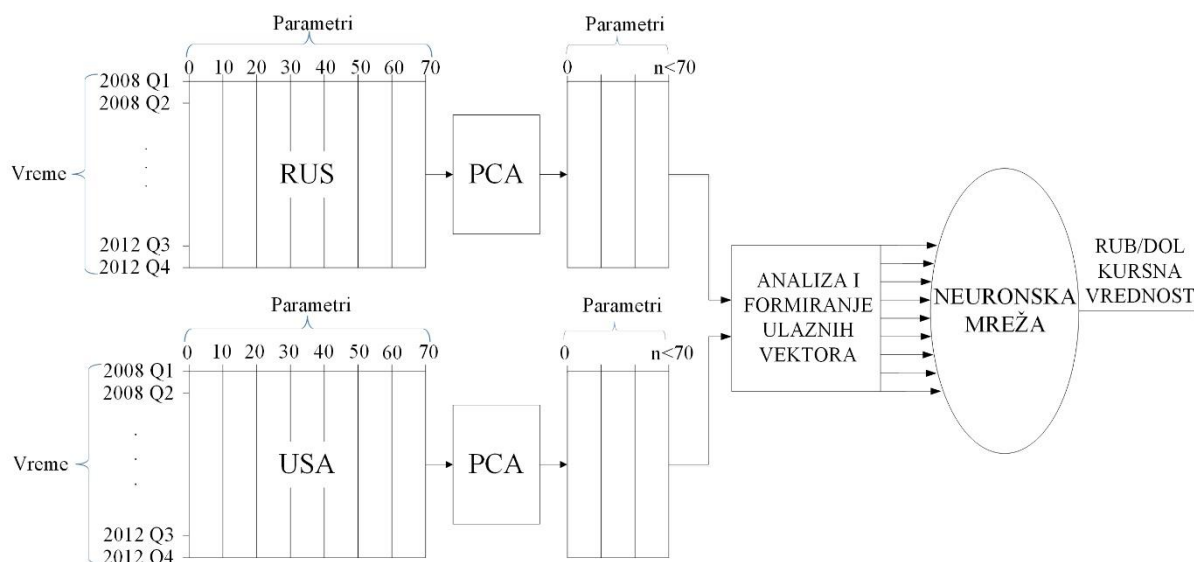 Parametri
0 10 20 30 40 50 60 70
2008 Q1
2008 Q2
.
.
.
Vreme
2012 Q3
2012 Q4
RUS
PCA
Parametri
0 n<70
Parametri
0 10 20 30 40 50 60 70
2008 Q1
2008 Q2
.
.
.
Vreme
2012 Q3
2012 Q4
USA
PCA
Parametri
0 n<70
ANALIZA I
FORMIRANJE
ULAZNIH
VEKTORA
NEURONSKA
MREŽA
RUB/DOL
KURSNA
VREDNOST